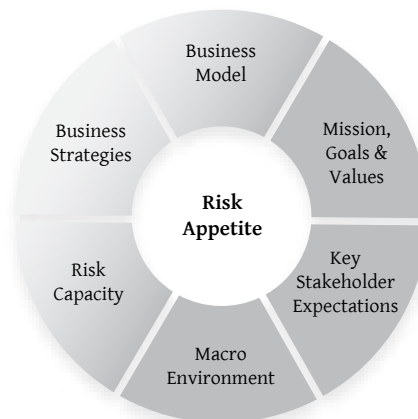 Business
Model
Mission,
Goals &
Values
Key
Stakeholder
Expectations
Macro
Environment
Risk
Capacity
Business
Strategies
Risk
Appetite